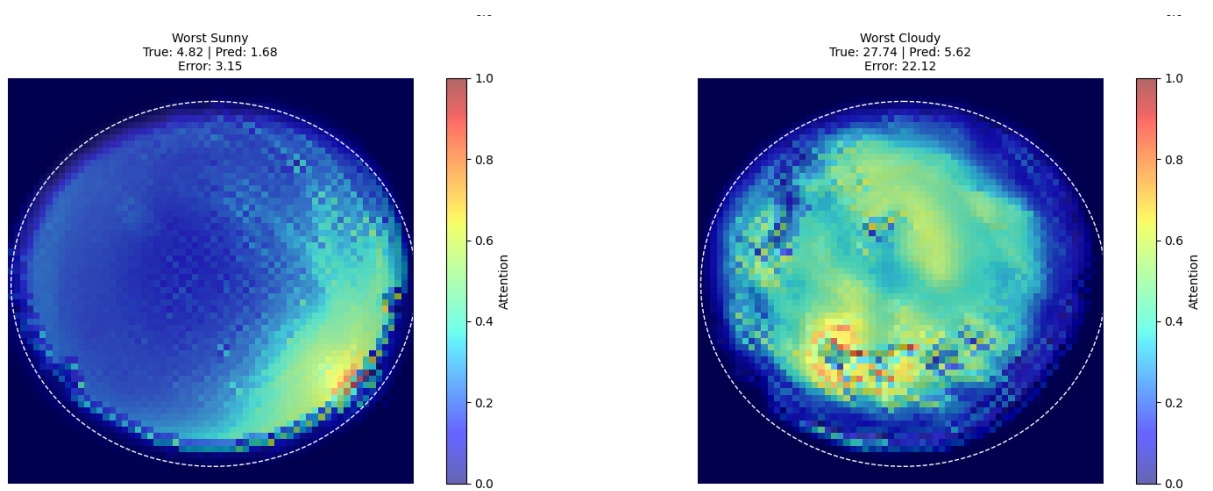 Worst Sunny
True: 4.82 | Pred: 1.68
Error: 3.15
1.0
0.8
0.6
0.4
0.2
0.0
Attention
Worst Cloudy
True: 27.74 | Pred: 5.62
Error: 22.12
1.0
0.8
0.6
0.4
0.2
0.0
Attention